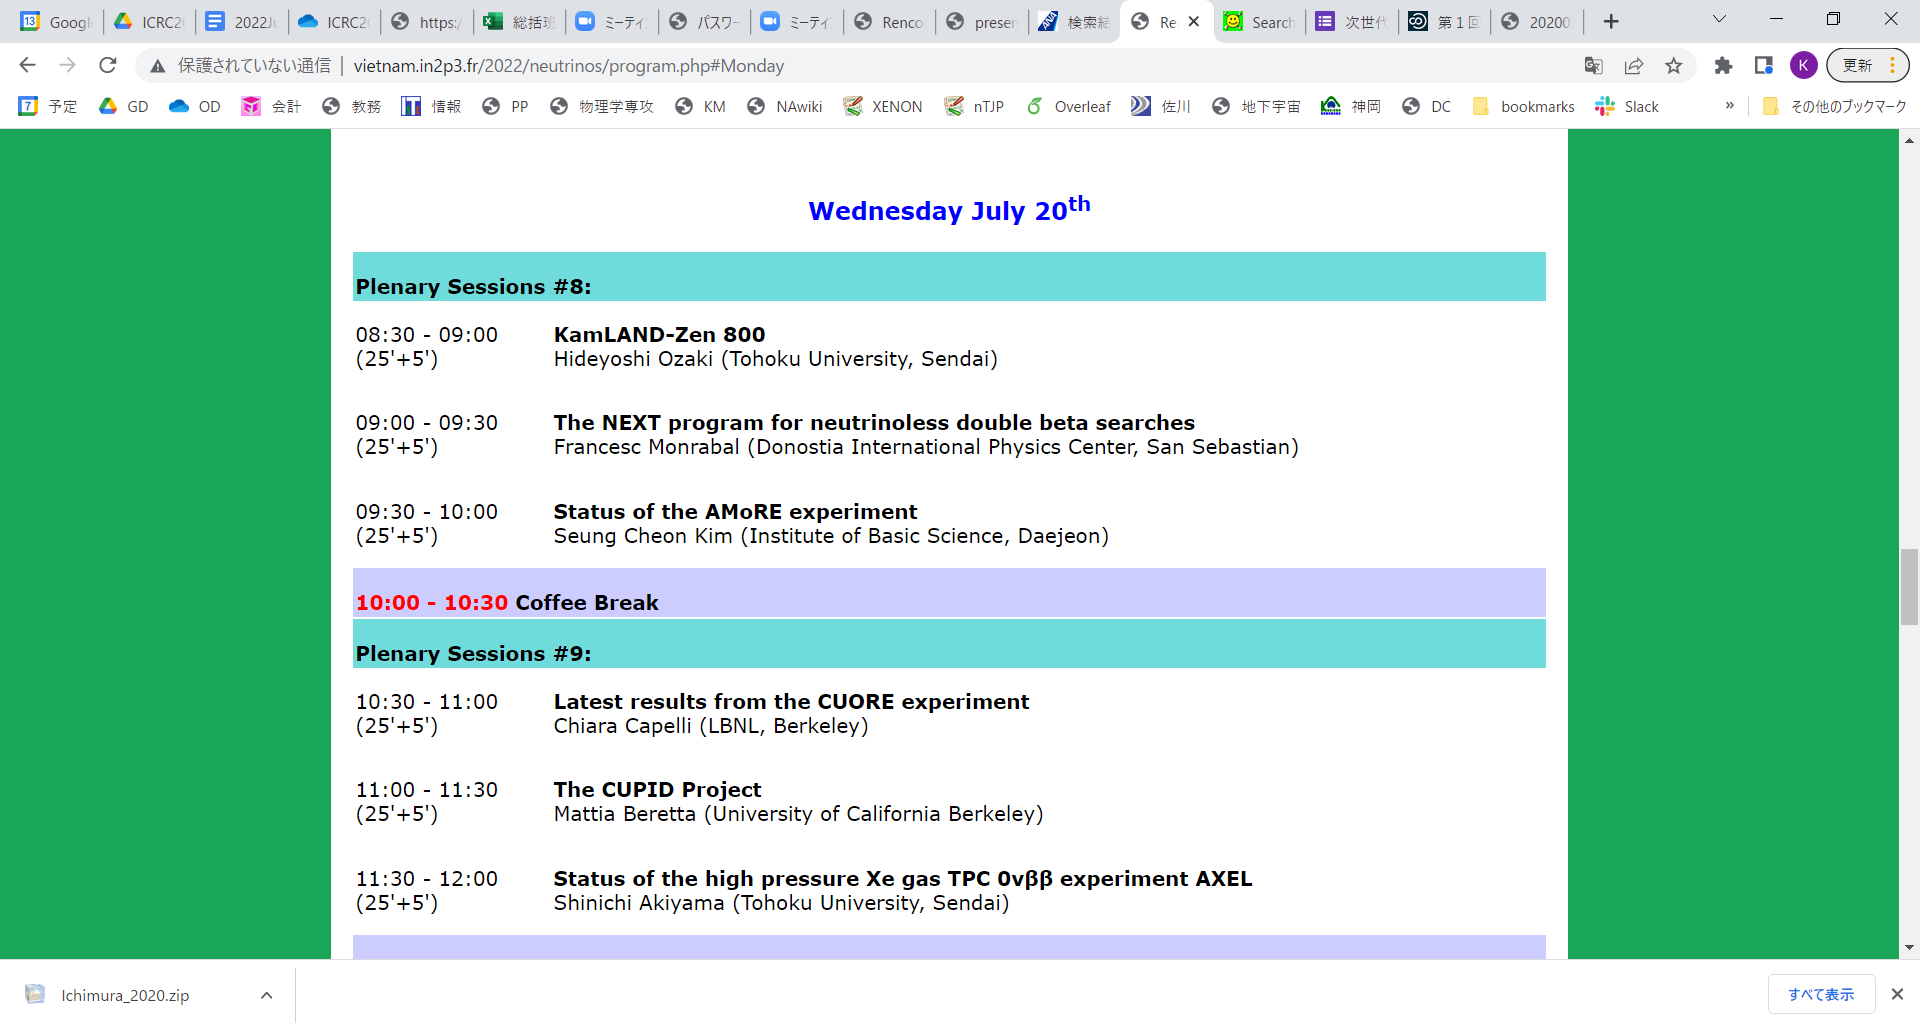 Googl
ICRC2
2022J
ICRC2
https:/
総括班
ミーティ
パスワー
ミーティ
Renco
presen
検索結
Re
Search
次世代
第１回
20200
保護されていない通信
vietnam.in2p3.fr/2022/neutrinos/program.php#Monday
K
更新
予定
GD
OD
会計
教務
情報
PP
物理学専攻
KM
NAwiki
XENON
nTJP
Overleaf
佐川
地下宇宙
神岡
DC
bookmarks
Slack
»
その他のブックマーク
Wednesday July 20th
Plenary Sessions #8:
08:30 - 09:00 KamLAND-Zen 800
(25'+5') Hideyoshi Ozaki (Tohoku University, Sendai)
09:00 - 09:30 The NEXT program for neutrinoless double beta searches
(25'+5') Francesc Monrabal (Donostia International Physics Center, San Sebastian)
09:30 - 10:00 Status of the AMoRE experiment
(25'+5') Seung Cheon Kim (Institute of Basic Science, Daejeon)
10:00 - 10:30 Coffee Break
Plenary Sessions #9:
10:30 - 11:00 Latest results from the CUORE experiment
(25'+5') Chiara Capelli (LBNL, Berkeley)
11:00 - 11:30 The CUPID Project
(25'+5') Mattia Beretta (University of California Berkeley)
11:30 - 12:00 Status of the high pressure Xe gas TPC 0νββ experiment AXEL
(25'+5') Shinichi Akiyama (Tohoku University, Sendai)
Ichimura_2020.zip
すべて表示